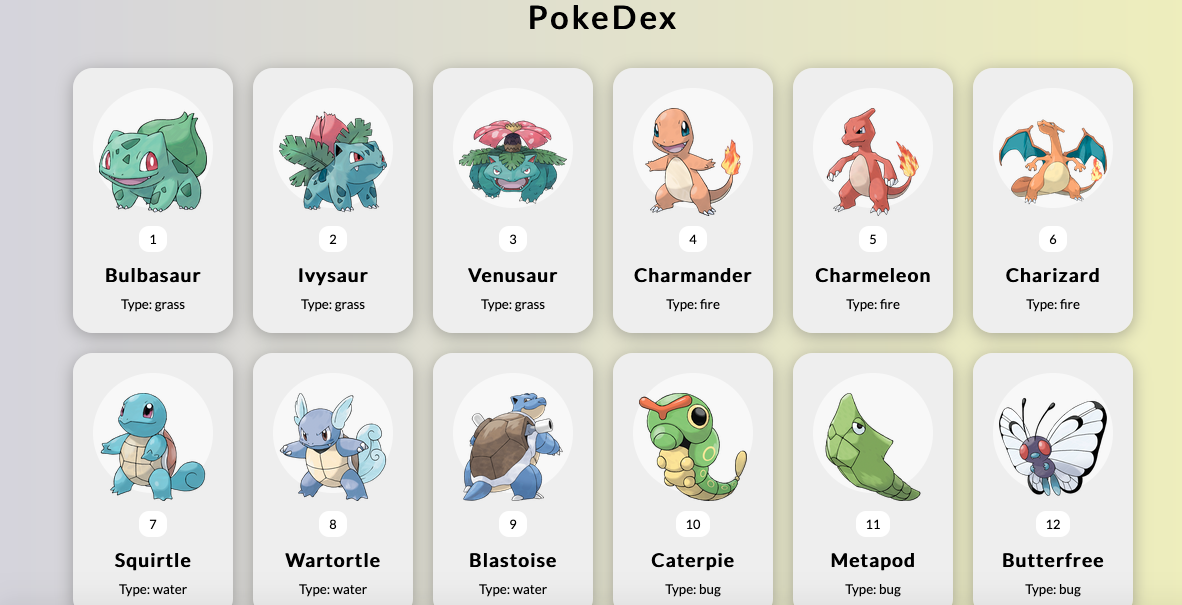 PokeDex
1
Bulbasaur
Type: grass
2
Ivysaur
Type: grass
3
Venusaur
Type: grass
4
Charmander
Type: fire
5
Charmeleon
Type: fire
6
Charizard
Type: fire
7
Squirtle
Type: water
8
Wartortle
Type: water
9
Blastoise
Type: water
10
Caterpie
Type: bug
11
Metapod
Type: bug
12
Butterfree
Type: bug